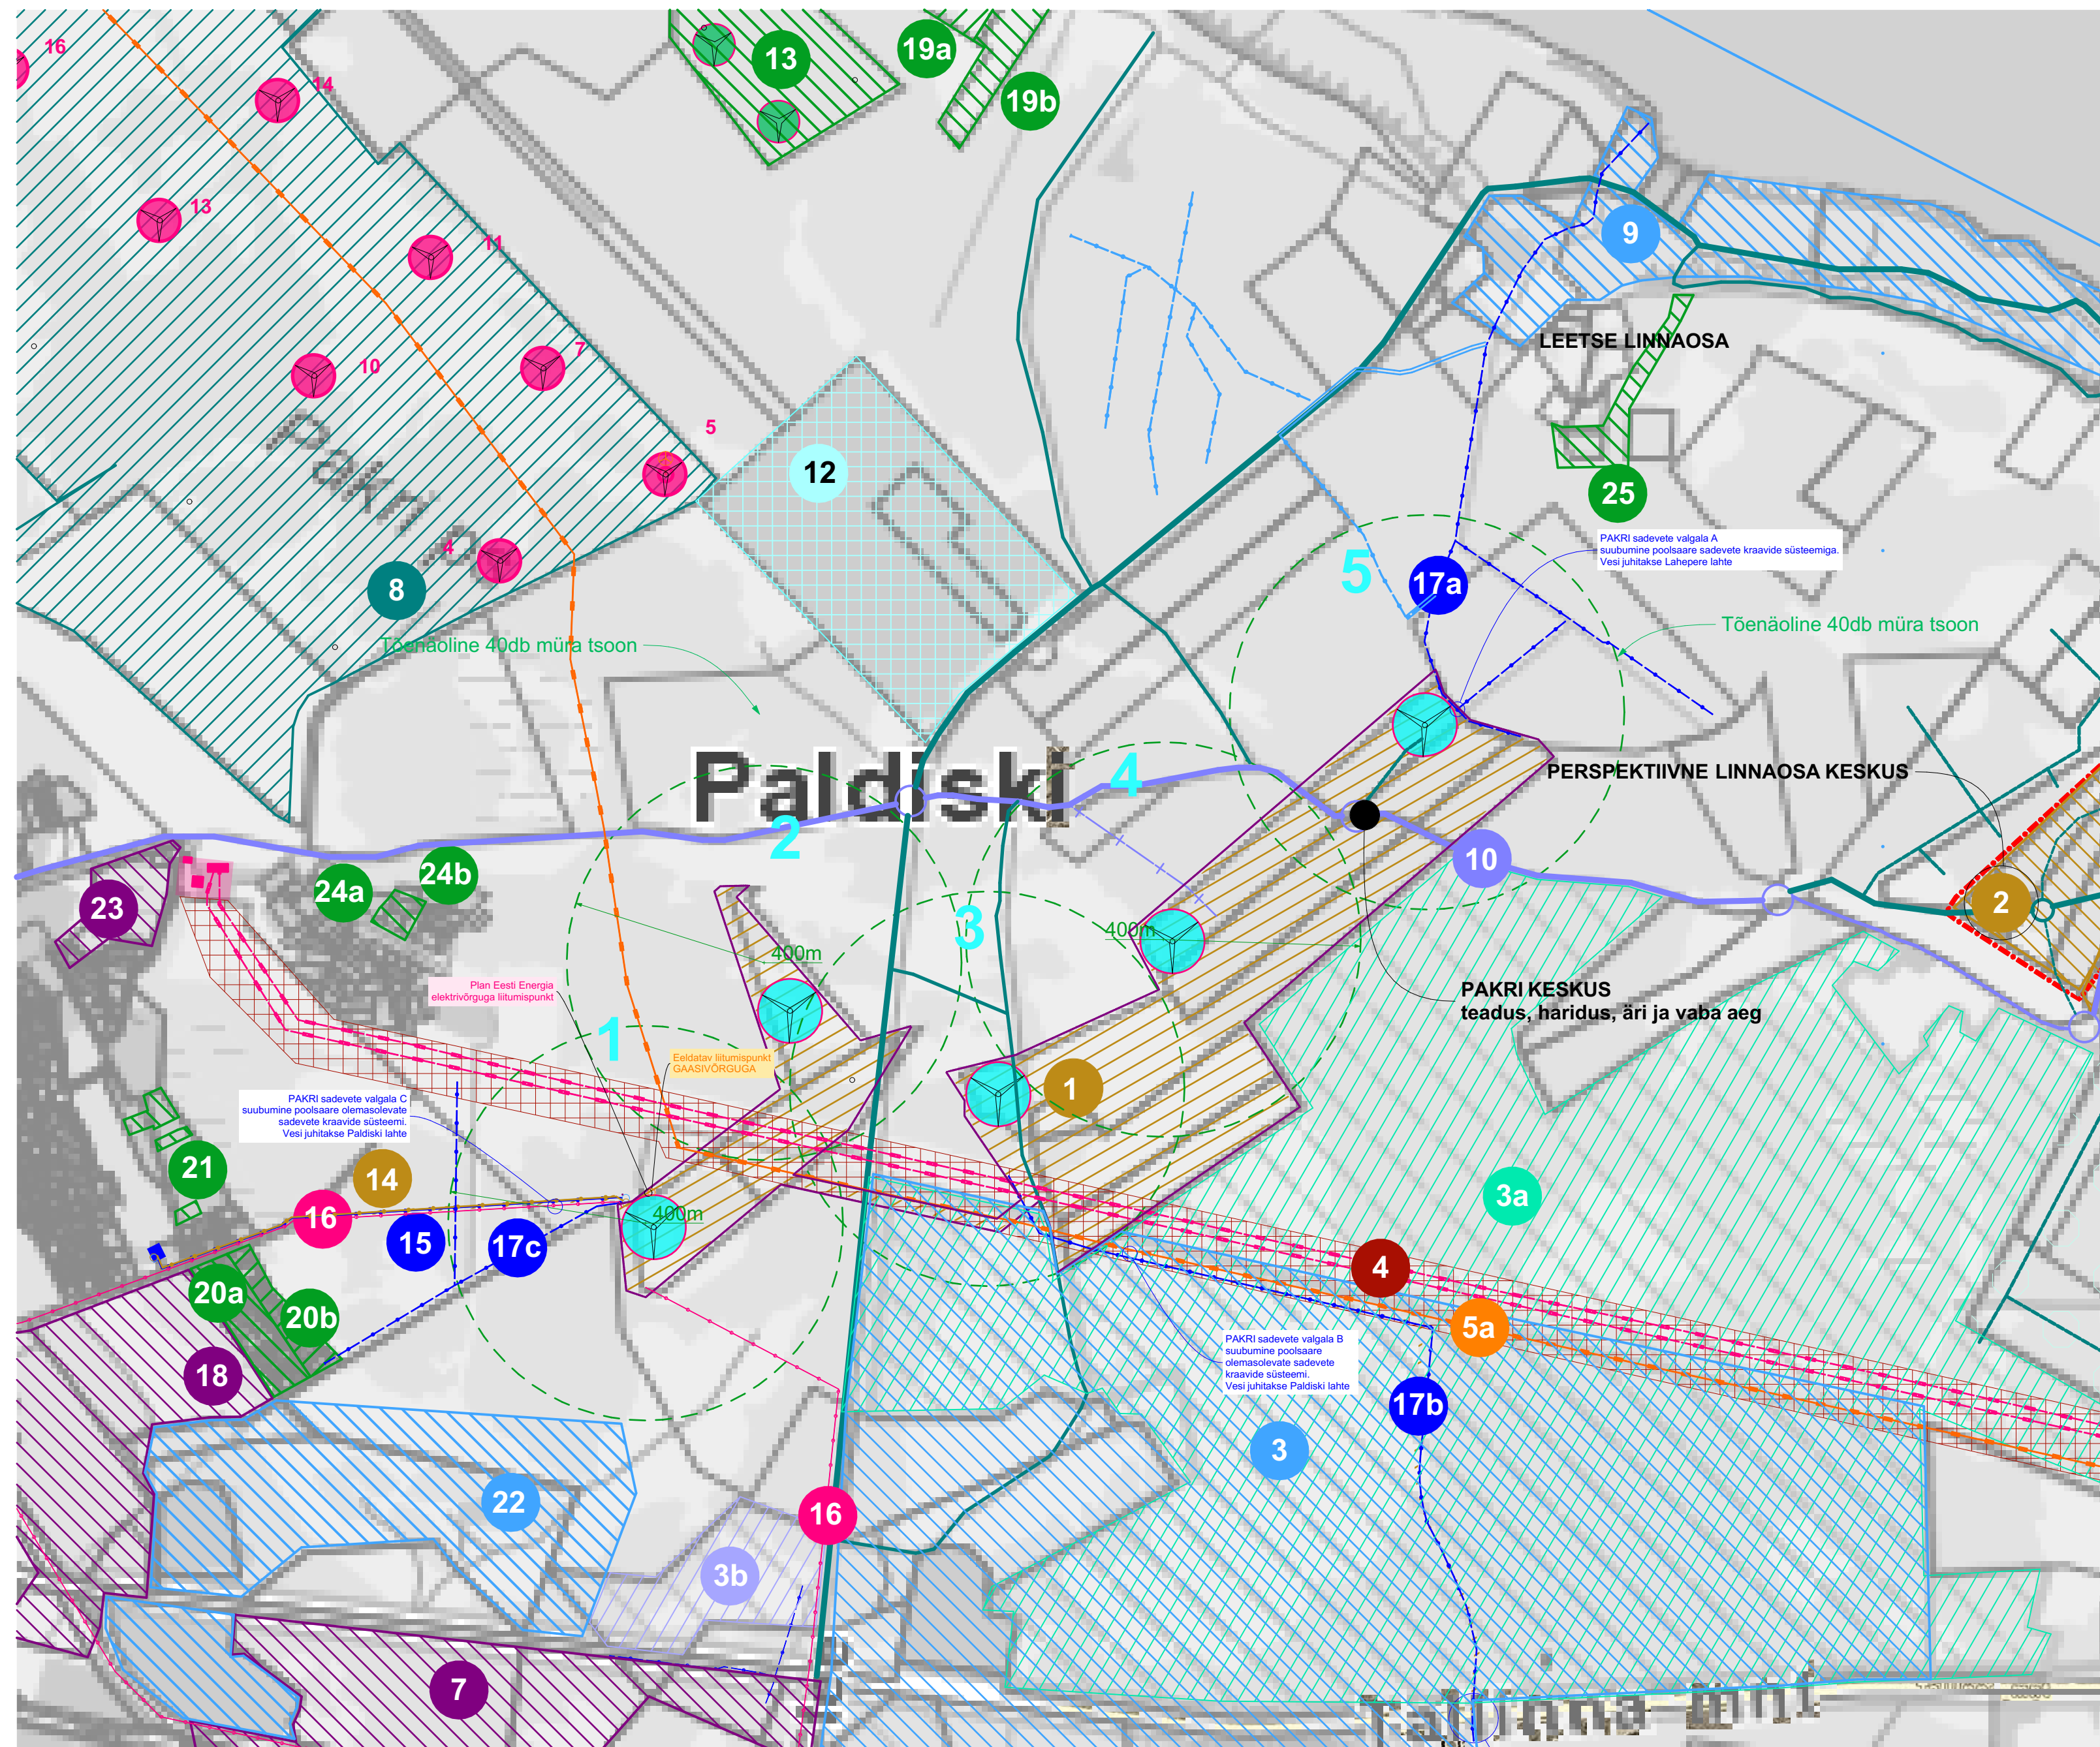 16
14
13
19a
19b
13
11
10
7
5
4
8
12
9
LEETSE LINNAOSA
25
5
17a
PAKRI sadevete valgala A
suubumine poolsaare sadevete kraavide süsteemiga.
Vesi juhitakse Lahepere lahte
Tõenäoline 40db müra tsoon
Tõenäoline 40db müra tsoon
Paldiski
4
2
PERSPEKTIIVNE LINNAOSA KESKUS
10
2
23
24a
24b
3
400m
400m
Plan Eesti Energia
elektrivõrguga liitumispunkt
PAKRI KESKUS
teadus, haridus, äri ja vaba aeg
1
Eeldatav liitumispunkt
GAASIVÕRGUGA
1
PAKRI sadevete valgala C
suubumine poolsaare olemasolevate
sadevete kraavide süsteemi.
Vesi juhitakse Paldiski lahte
21
14
16
15
17c
400m
3a
4
5a
20a
20b
18
PAKRI sadevete valgala B
suubumine poolsaare
olemasolevate sadevete
kraavide süsteemi.
Vesi juhitakse Paldiski lahte
17b
3
22
16
3b
7